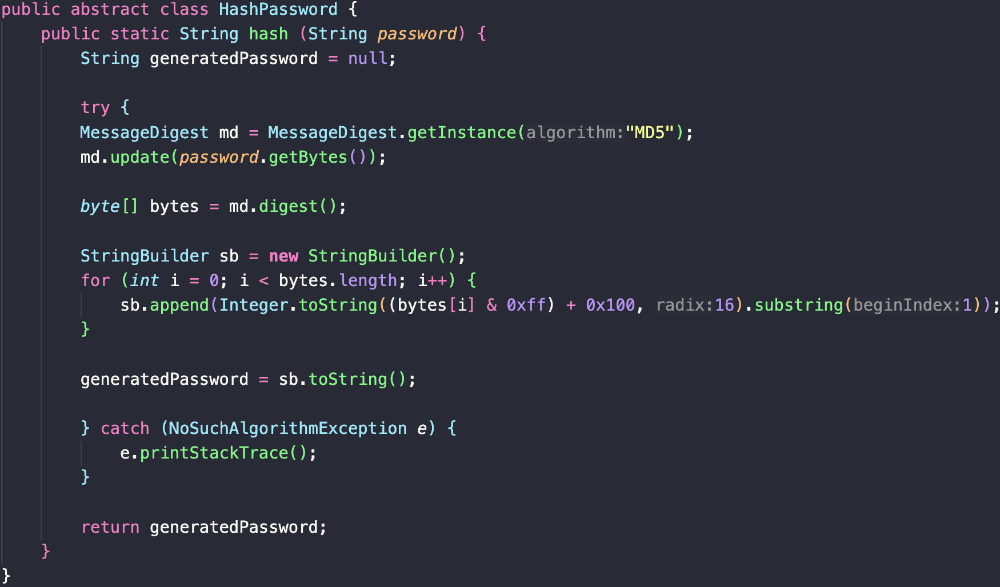 public abstract class HashPassword {
    public static String hash (String password) {
        String generatedPassword = null;

        try {
        MessageDigest md = MessageDigest.getInstance(algorithm:"MD5");
        md.update(password.getBytes());

        byte[] bytes = md.digest();

        StringBuilder sb = new StringBuilder();
        for (int i = 0; i < bytes.length; i++) {
            sb.append(Integer.toString((bytes[i] & 0xff) + 0x100, radix:16).substring(beginIndex:1));
        }

        generatedPassword = sb.toString();

        } catch (NoSuchAlgorithmException e) {
            e.printStackTrace();
        }

        return generatedPassword;
    }
}